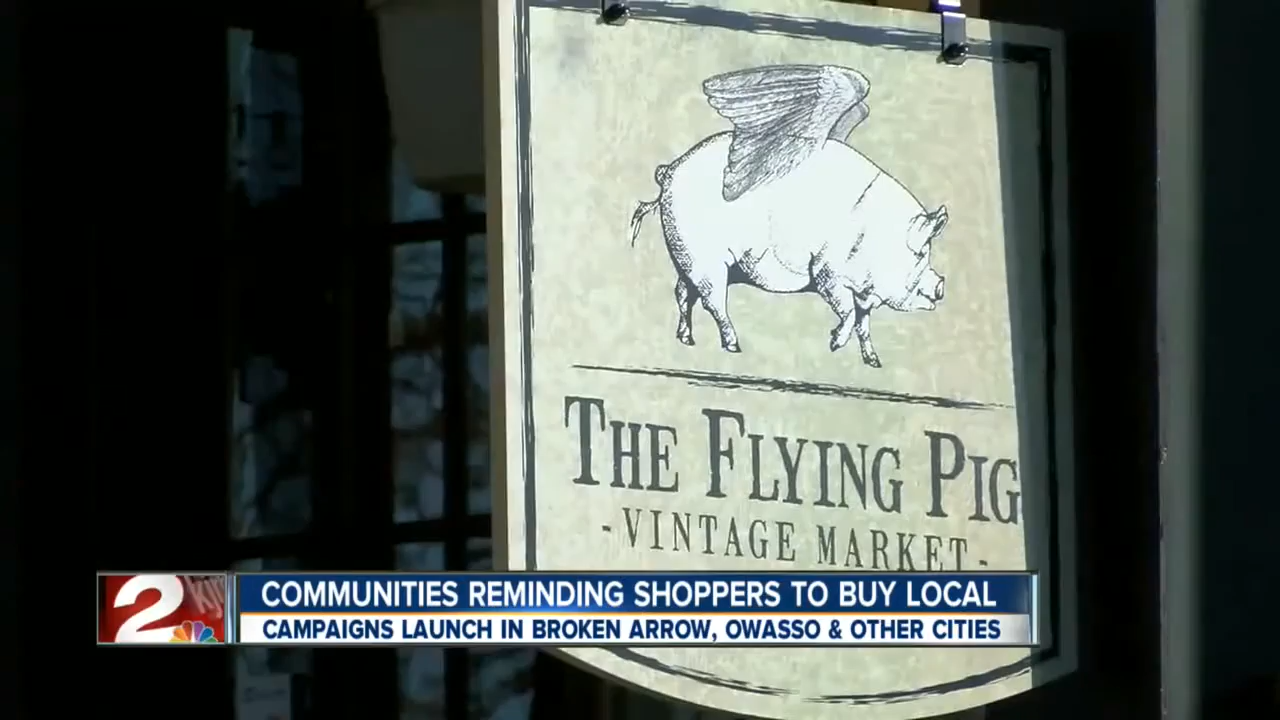 THE FLYING PIG
- VINTAGE MARKET -
2
COMMUNITIES REMINDING SHOPPERS TO BUY LOCAL
CAMPAIGNS LAUNCH IN BROKEN ARROW, OWASSO & OTHER CITIES